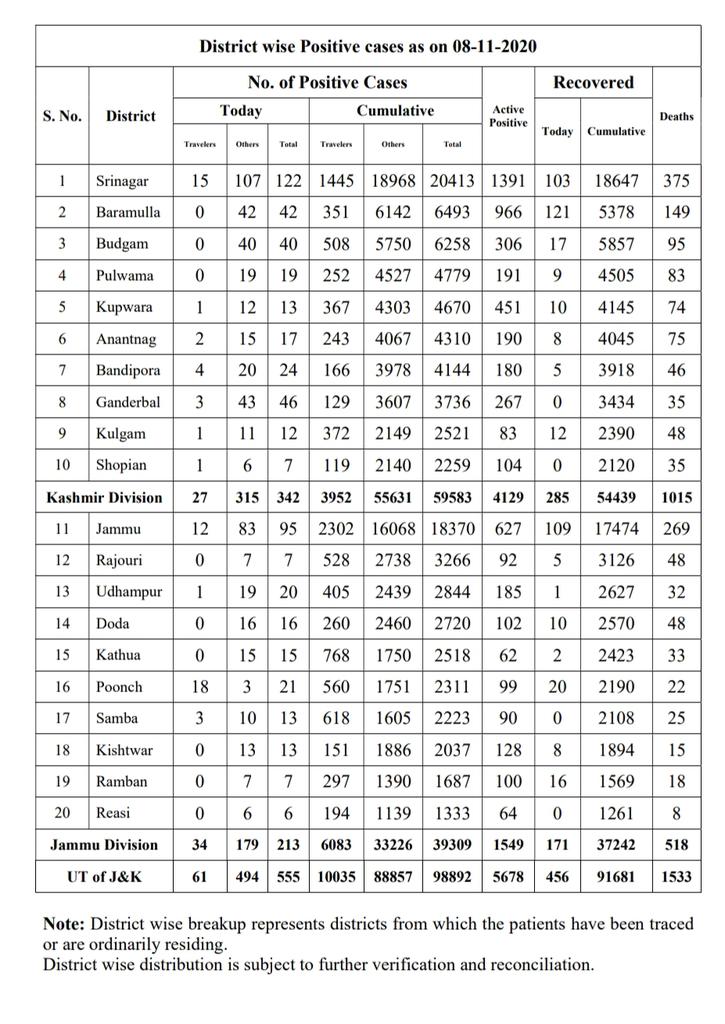 District wise Positive cases as on 08-11-2020
S. No. District No. of Positive Cases Active Positive Recovered Deaths
Today Cumulative Today Cumulative
Travelers Others Total Travelers Others Total
1 Srinagar 15 107 122 1445 18968 20413 1391 103 18647 375
2 Baramulla 0 42 42 351 6142 6493 966 121 5378 149
3 Budgam 0 40 40 508 5750 6258 306 17 5857 95
4 Pulwama 0 19 19 252 4527 4779 191 9 4505 83
5 Kupwara 1 12 13 367 4303 4670 451 10 4145 74
6 Anantnag 2 15 17 243 4067 4310 190 8 4045 75
7 Bandipora 4 20 24 166 3978 4144 180 5 3918 46
8 Ganderbal 3 43 46 129 3607 3736 267 0 3434 35
9 Kulgam 1 11 12 372 2149 2521 83 12 2390 48
10 Shopian 1 6 7 119 2140 2259 104 0 2120 35
Kashmir Division 27 315 342 3952 55631 59583 4129 285 54439 1015
11 Jammu 12 83 95 2302 16068 18370 627 109 17474 269
12 Rajouri 0 7 7 528 2738 3266 92 5 3126 48
13 Udhampur 1 19 20 405 2439 2844 185 1 2627 32
14 Doda 0 16 16 260 2460 2720 102 10 2570 48
15 Kathua 0 15 15 768 1750 2518 62 2 2423 33
16 Poonch 18 3 21 560 1751 2311 99 20 2190 22
17 Samba 3 10 13 618 1605 2223 90 0 2108 25
18 Kishtwar 0 13 13 151 1886 2037 128 8 1894 15
19 Ramban 0 7 7 297 1390 1687 100 16 1569 18
20 Reasi 0 6 6 194 1139 1333 64 0 1261 8
Jammu Division 34 179 213 6083 33226 39309 1549 171 37242 518
UT of J&K 61 494 555 10035 88857 98892 5678 456 91681 1533
Note: District wise breakup represents districts from which the patients have been traced
or are ordinarily residing.
District wise distribution is subject to further verification and reconciliation.